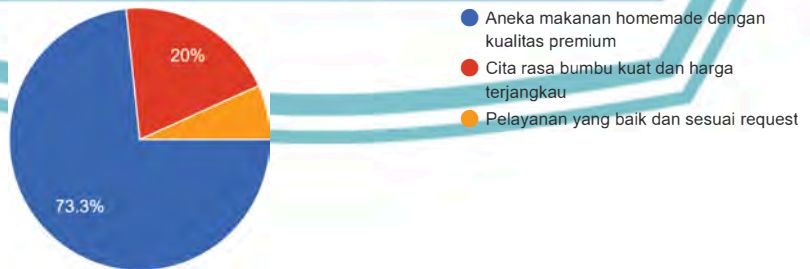 Aneka makanan homemade dengan
kualitas premium
20%
Cita rasa bumbu kuat dan harga
terjangkau
Pelayanan yang baik dan sesuai request
73.3%